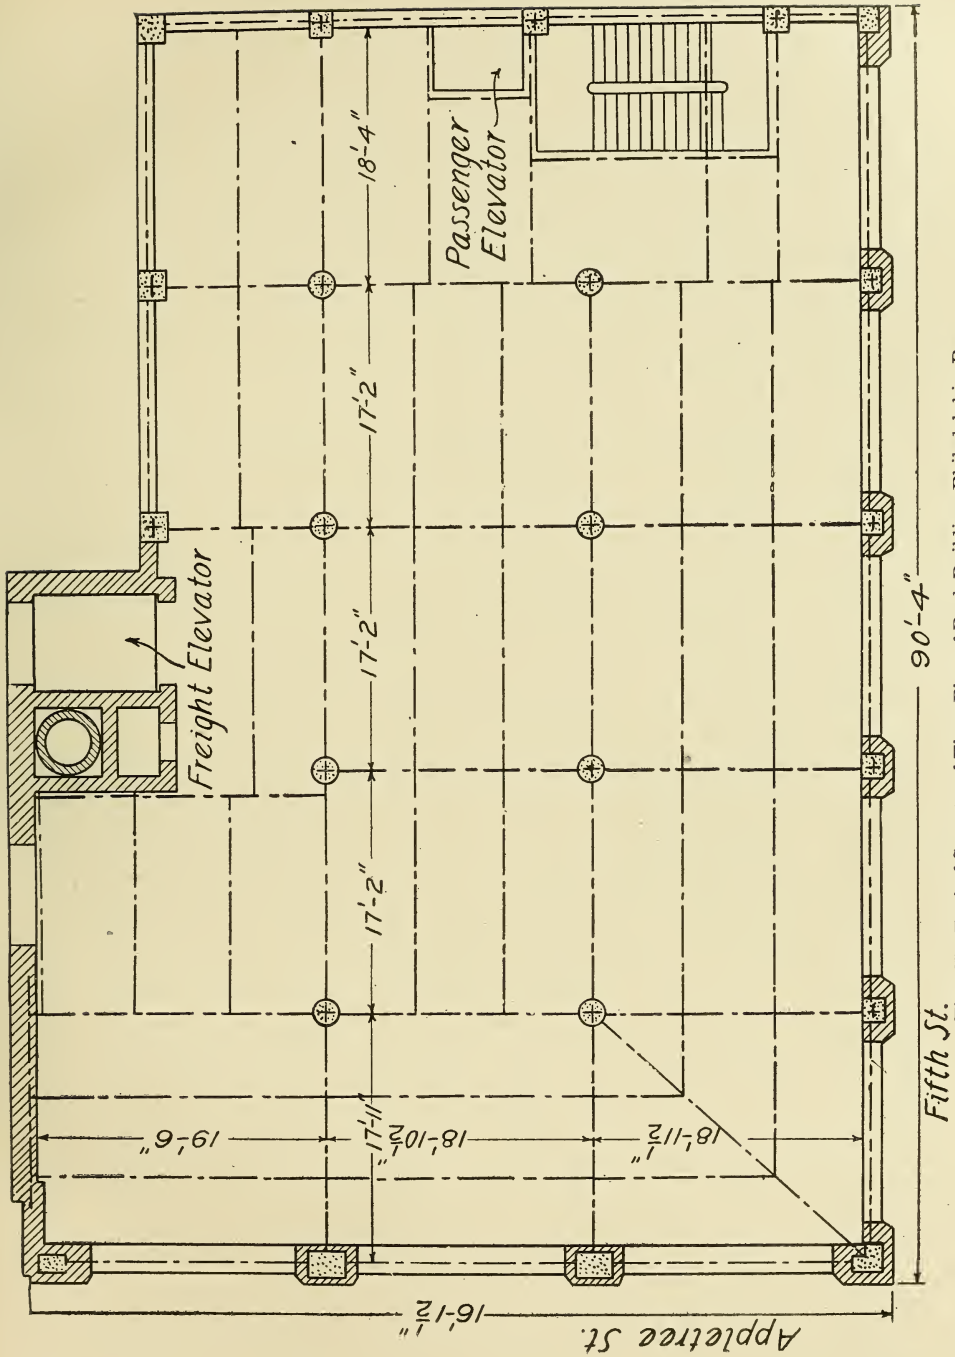 18'-4"
Passenger
Elevator
17'-2"
Freight Elevator
17'-2"
17'-2"
17'-11"
19'-6"
18'-10½"
18'-11½"
16'-1½"
Appletree St.
90'-4"
Fifth St.